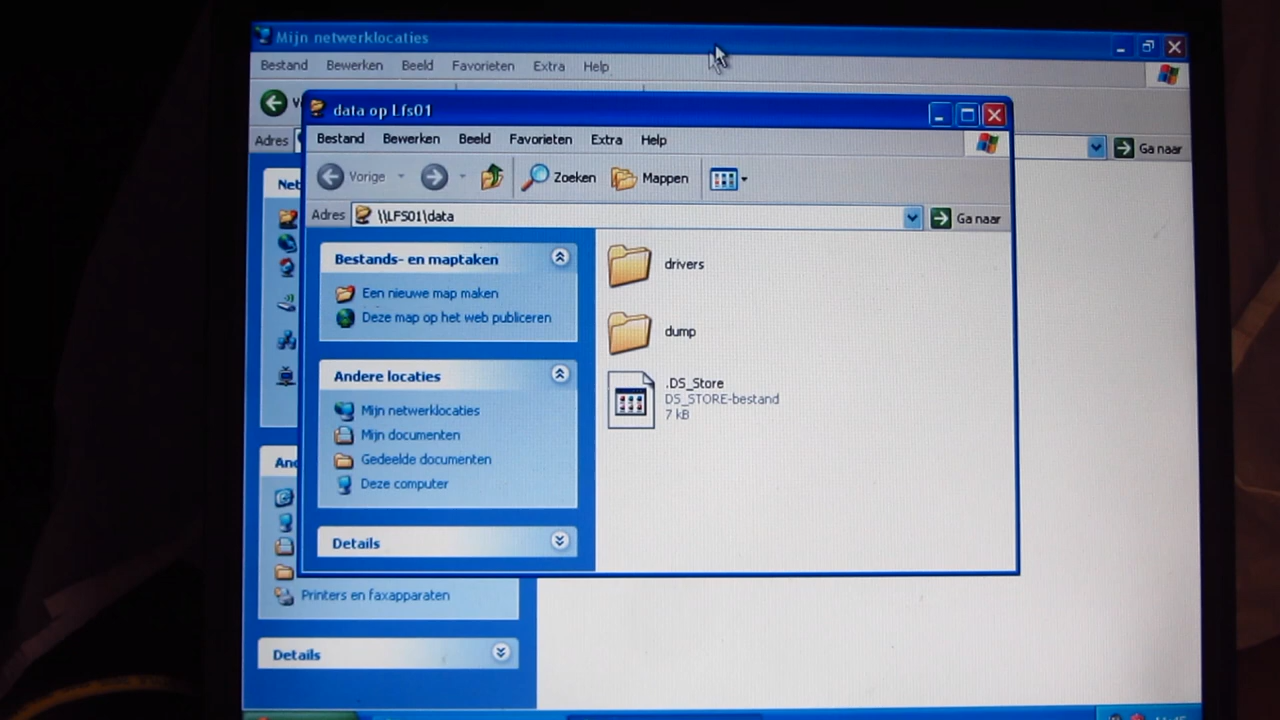 Mijn netwerklocaties
Bestand Bewerken Beeld Favorieten Extra Help
Adres
Ga naar
data op Lfs01
Bestand Bewerken Beeld Favorieten Extra Help
Vorige Zoeken Mappen
Adres \\LFS01\data Ga naar
Bestands- en maptaken
Een nieuwe map maken
Deze map op het web publiceren
Andere locaties
Mijn netwerklocaties
Mijn documenten
Gedeelde documenten
Deze computer
Details
drivers
dump
.DS_Store
DS_STORE-bestand
7 kB
Printers en faxapparaten
Details